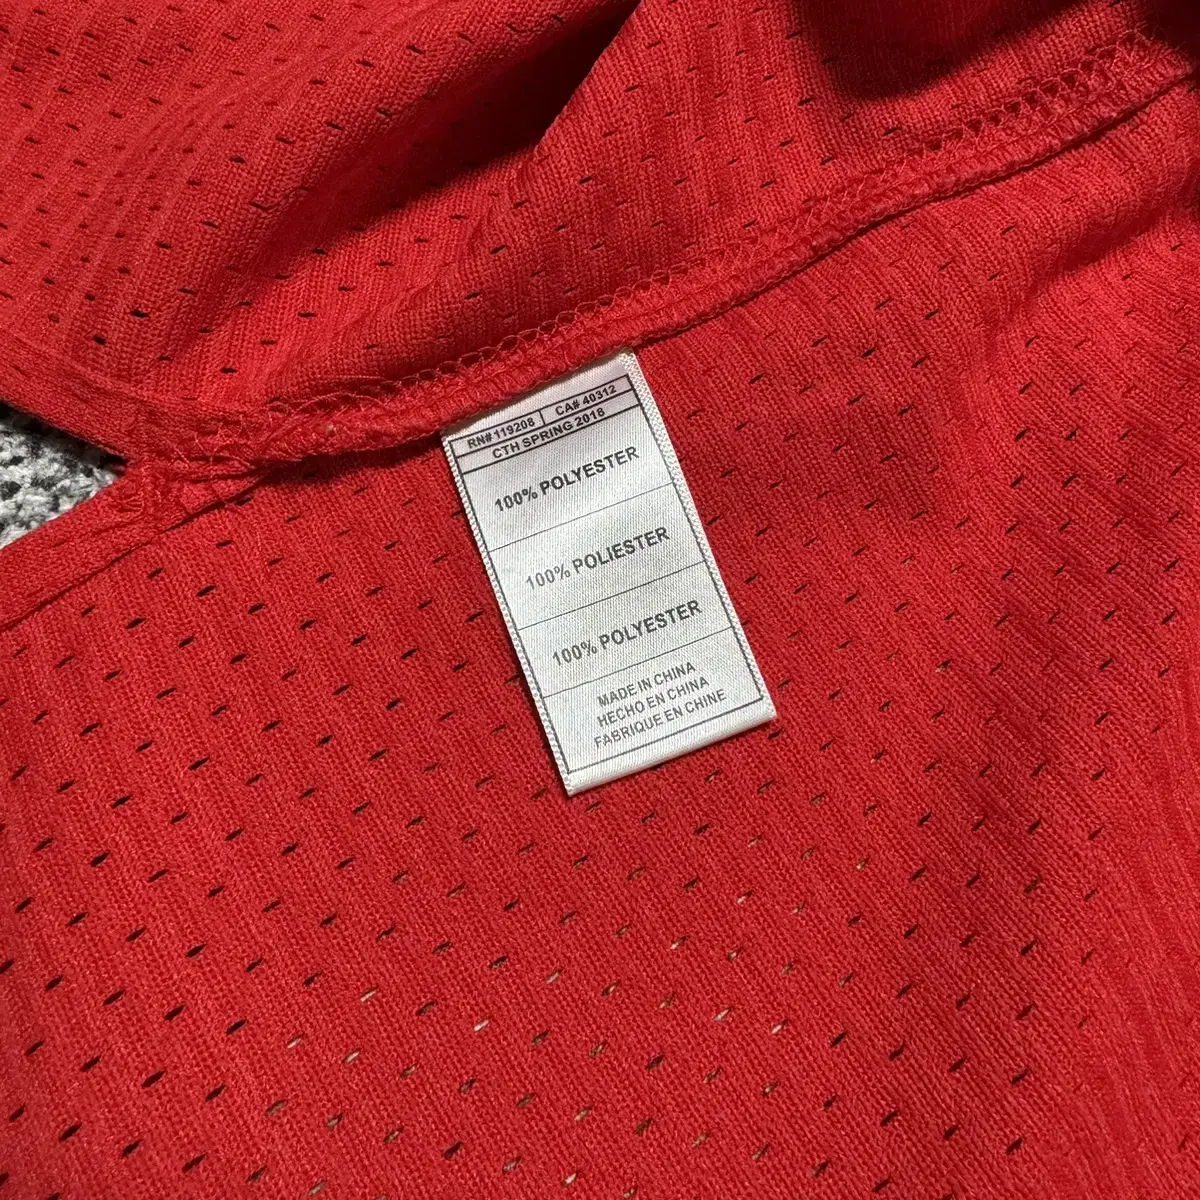 RN# 119208 CA# 40312
CTH SPRING 2018
100% POLYESTER
100% POLIESTER
100% POLYESTER
MADE IN CHINA
HECHO EN CHINA
FABRIQUE EN CHINE